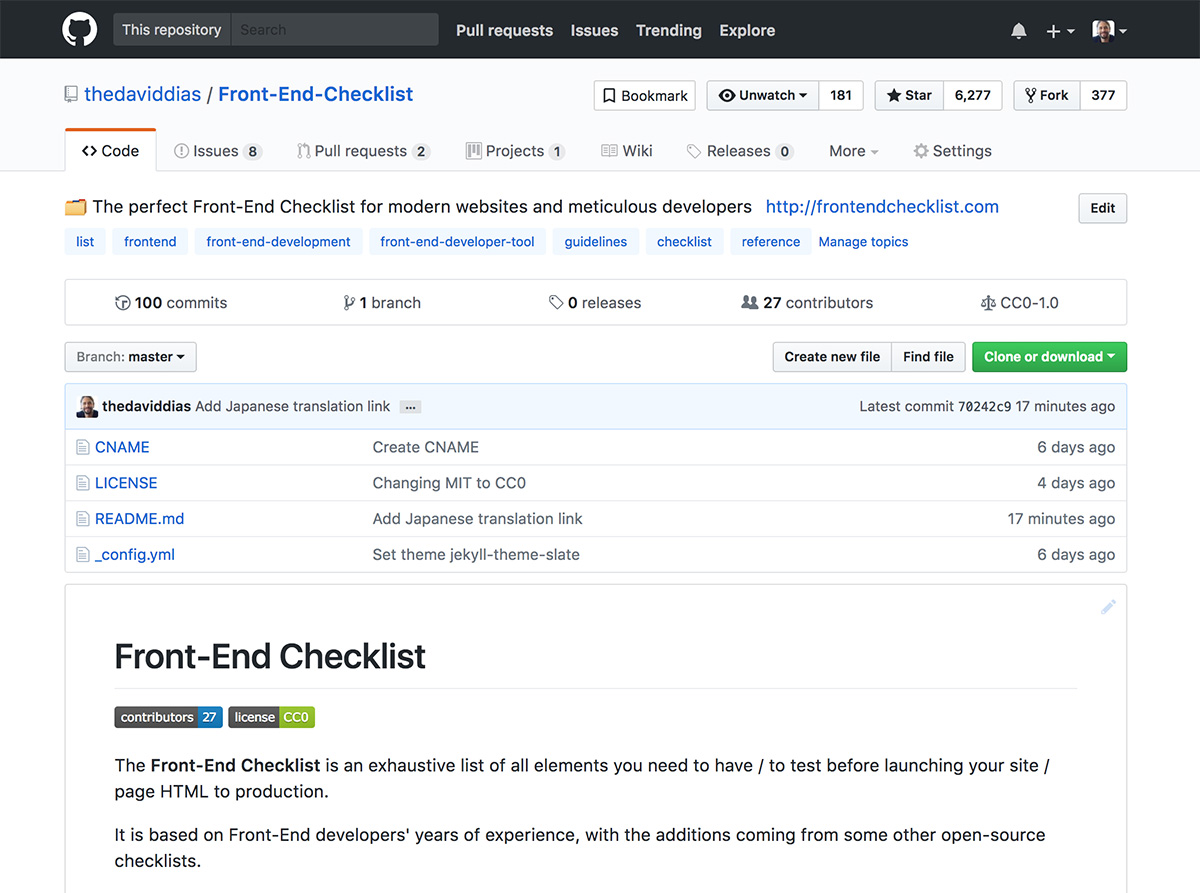 This repository Search Pull requests Issues Trending Explore
thedaviddias / Front-End-Checklist Bookmark Unwatch 181 Star 6,277 Fork 377
Code Issues 8 Pull requests 2 Projects 1 Wiki Releases 0 More Settings
The perfect Front-End Checklist for modern websites and meticulous developers http://frontendchecklist.com Edit
list frontend front-end-development front-end-developer-tool guidelines checklist reference Manage topics
100 commits 1 branch 0 releases 27 contributors CC0-1.0
Branch: master Create new file Find file Clone or download
thedaviddias Add Japanese translation link ... Latest commit 70242c9 17 minutes ago
CNAME Create CNAME 6 days ago
LICENSE Changing MIT to CC0 4 days ago
README.md Add Japanese translation link 17 minutes ago
_config.yml Set theme jekyll-theme-slate 6 days ago
Front-End Checklist
contributors 27 license CC0
The Front-End Checklist is an exhaustive list of all elements you need to have / to test before launching your site /
page HTML to production.
It is based on Front-End developers' years of experience, with the additions coming from some other open-source
checklists.